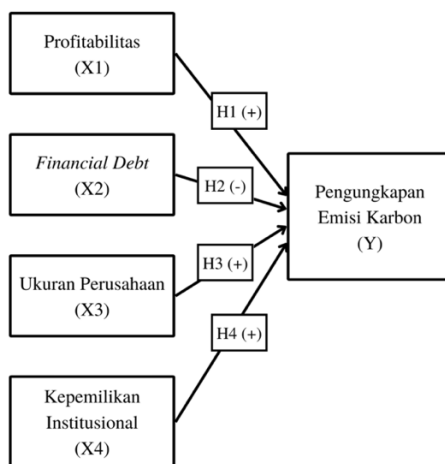 Profitabilitas
(X1)
H1 (+)
Financial Debt
(X2)
H2 (-)
Pengungkapan
Emisi Karbon
(Y)
Ukuran Perusahaan
(X3)
H3 (+)
H4 (+)
Kepemilikan
Institusional
(X4)